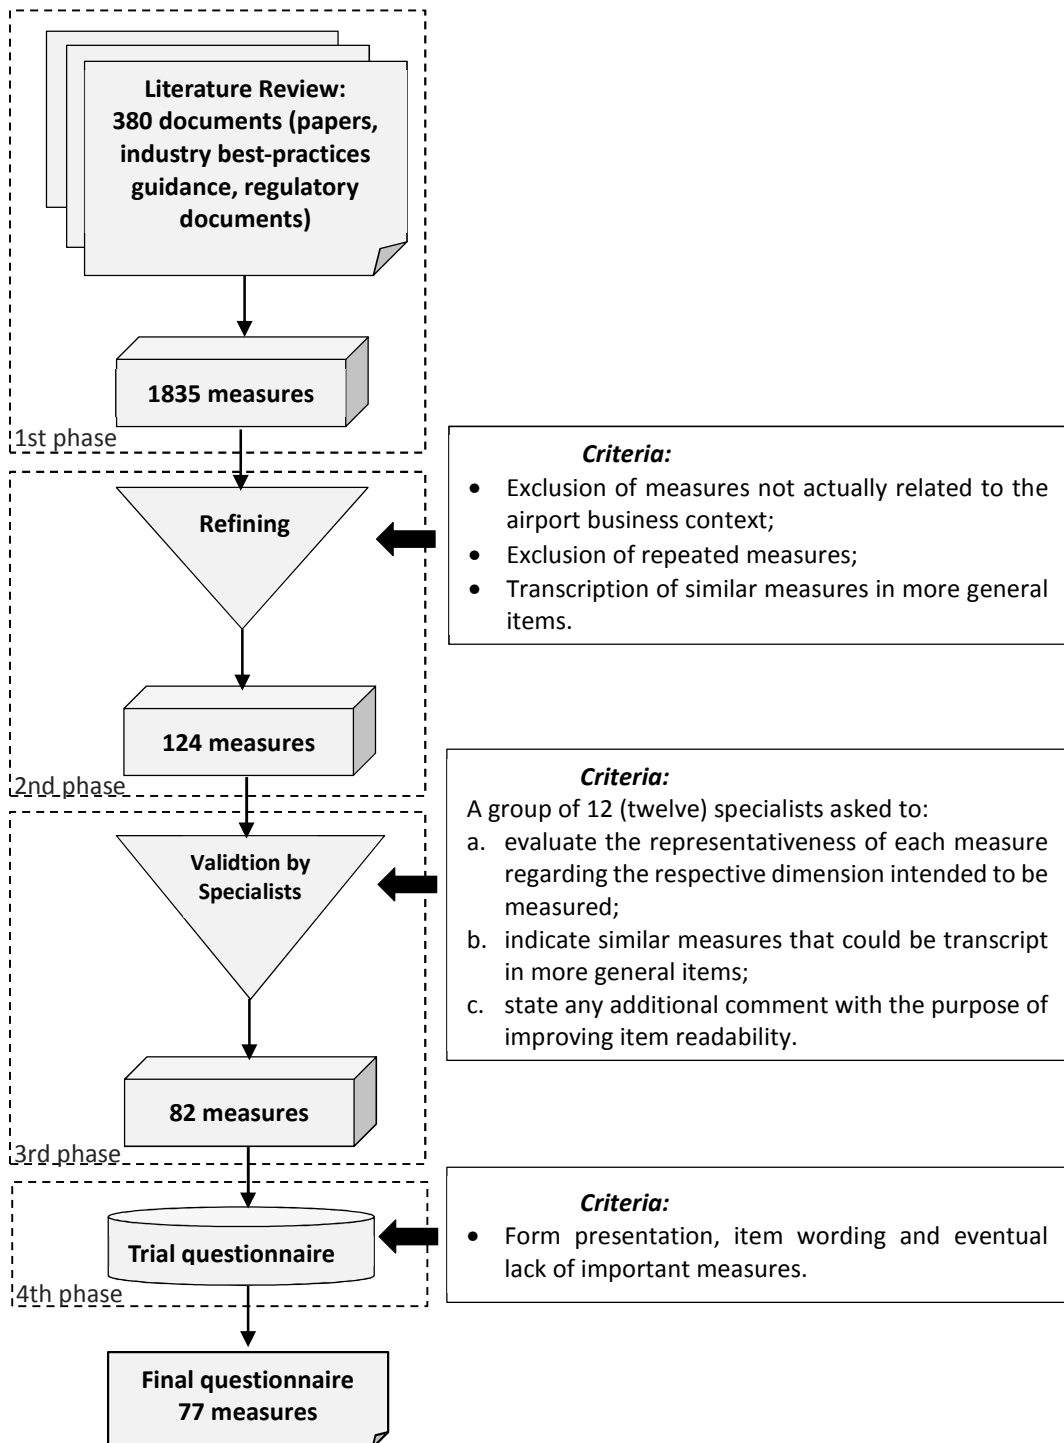 Literature Review:
380 documents (papers,
industry best-practices
guidance, regulatory
documents)
1835 measures
1st phase
Refining
Criteria:
• Exclusion of measures not actually related to the
airport business context;
• Exclusion of repeated measures;
• Transcription of similar measures in more general
items.
124 measures
2nd phase
Validtion by
Specialists
Criteria:
A group of 12 (twelve) specialists asked to:
a. evaluate the representativeness of each measure
regarding the respective dimension intended to be
measured;
b. indicate similar measures that could be transcript
in more general items;
c. state any additional comment with the purpose of
improving item readability.
82 measures
3rd phase
Trial questionnaire
Criteria:
• Form presentation, item wording and eventual
lack of important measures.
4th phase
Final questionnaire
77 measures